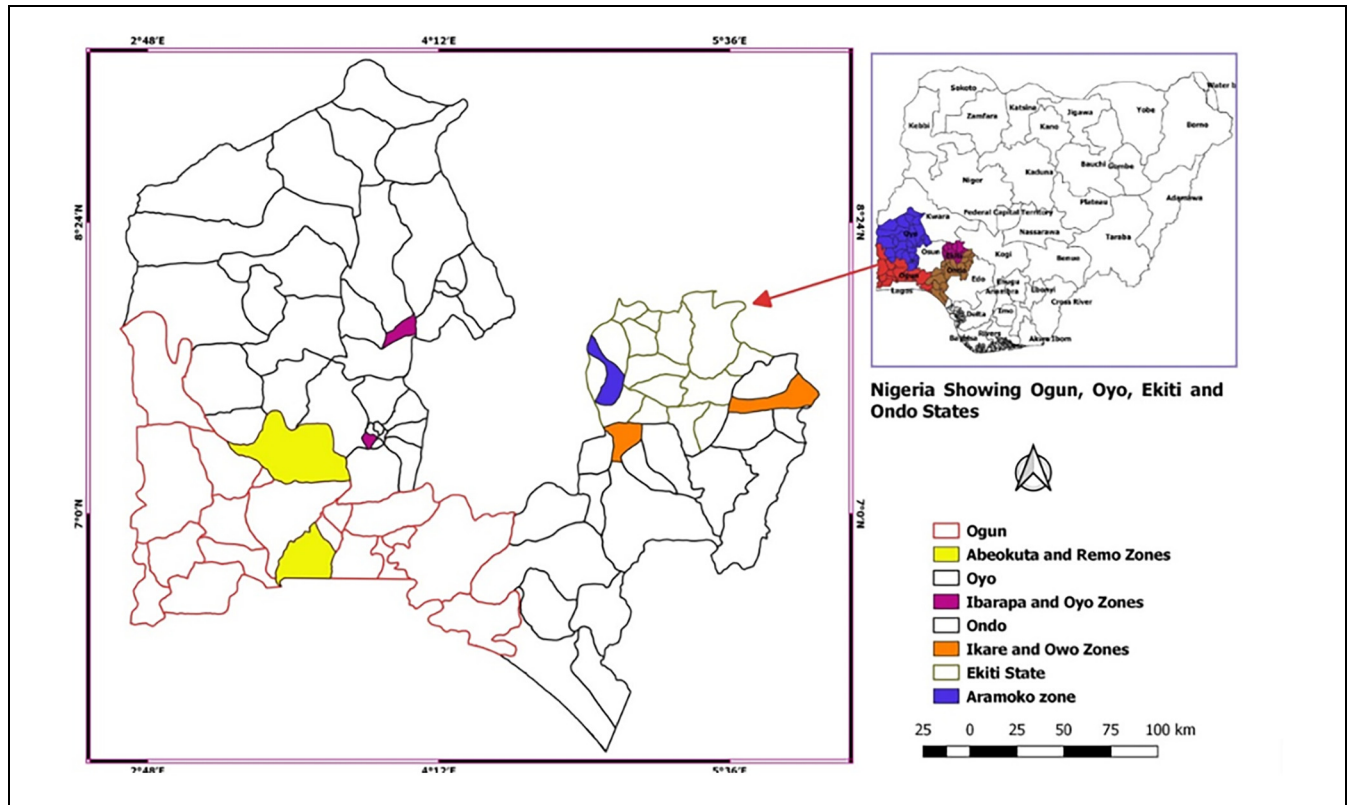 2°48'E 4°12'E 5°36'E
8°24'N
7°0'N
8°24'N
7°0'N
2°48'E 4°12'E 5°36'E
Sokoto
Water b
Katsina
Jigawa
Yobe
Zamfara
Kebbi
Kano
Borno
Bauchi
Gombe
Kaduna
Niger
Adamawa
Plateau
Kwara
Federal Capital Territory
Nassarawa
Taraba
Oyo
Osun
Kogi
Benue
Ekiti
Ondo
Ogun
Edo
Enugu
Lagos
Anambra
Ebonyi
Cross River
Delta
Imo
Rivers
Bayelsa
Akwa Ibom
Nigeria Showing Ogun, Oyo, Ekiti and
Ondo States
Ogun
Abeokuta and Remo Zones
Oyo
Ibarapa and Oyo Zones
Ondo
Ikare and Owo Zones
Ekiti State
Aramoko zone
25 0 25 50 75 100 km